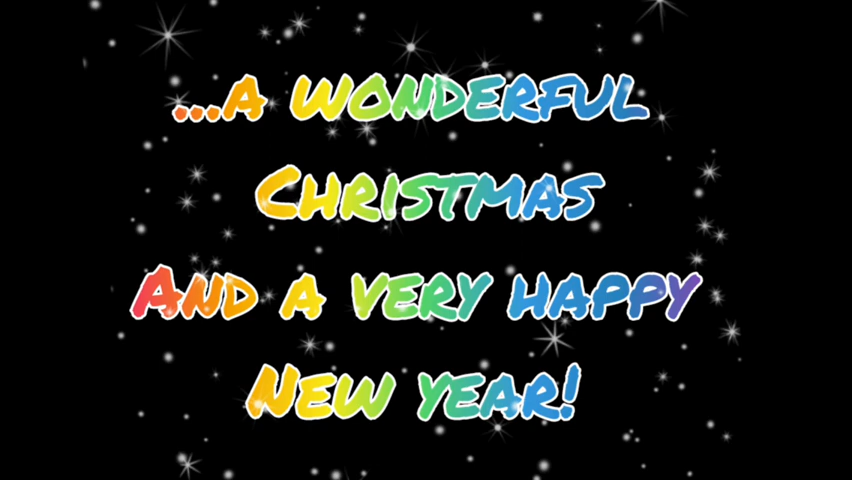 ...A WONDERFUL
CHRISTMAS
AND A VERY HAPPY
NEW YEAR!